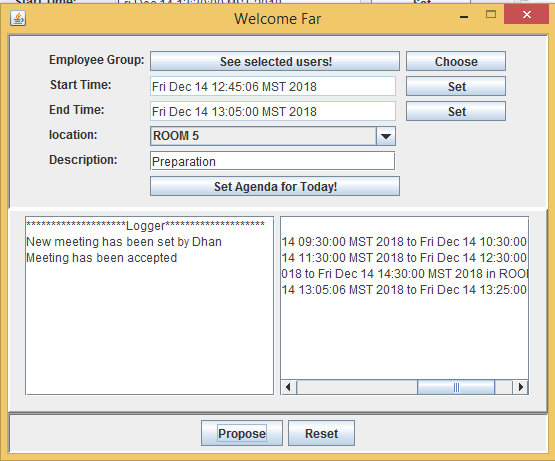 Welcome Far
Employee Group: See selected users! Choose
Start Time: Fri Dec 14 12:45:06 MST 2018 Set
End Time: Fri Dec 14 13:05:00 MST 2018 Set
location: ROOM 5
Description: Preparation
Set Agenda for Today!
********************Logger********************
New meeting has been set by Dhan
Meeting has been accepted
14 09:30:00 MST 2018 to Fri Dec 14 10:30:00
14 11:30:00 MST 2018 to Fri Dec 14 12:30:00
018 to Fri Dec 14 14:30:00 MST 2018 in ROO
14 13:05:06 MST 2018 to Fri Dec 14 13:25:00
Propose Reset